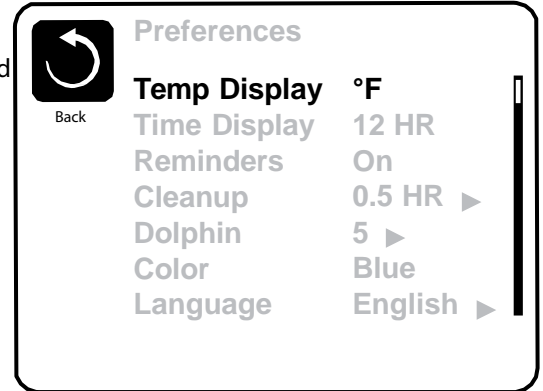 Preferences
d
Back
Temp Display °F
Time Display 12 HR
Reminders On
Cleanup 0.5 HR ▶
Dolphin 5 ▶
Color Blue
Language English ▶